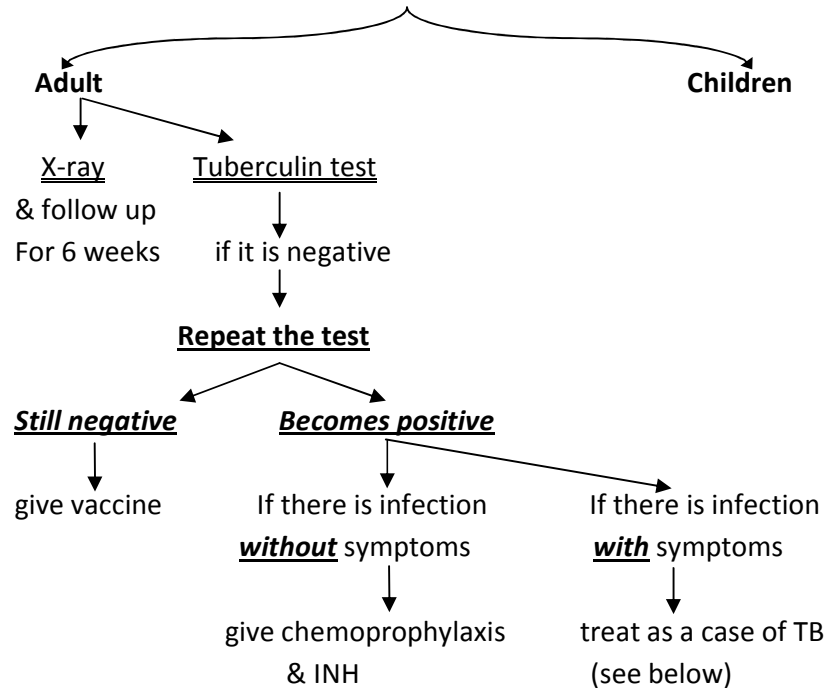 Adult Children
X-ray Tuberculin test
& follow up
For 6 weeks if it is negative
Repeat the test
Still negative Becomes positive
give vaccine If there is infection If there is infection
without symptoms with symptoms
give chemoprophylaxis treat as a case of TB
& INH (see below)